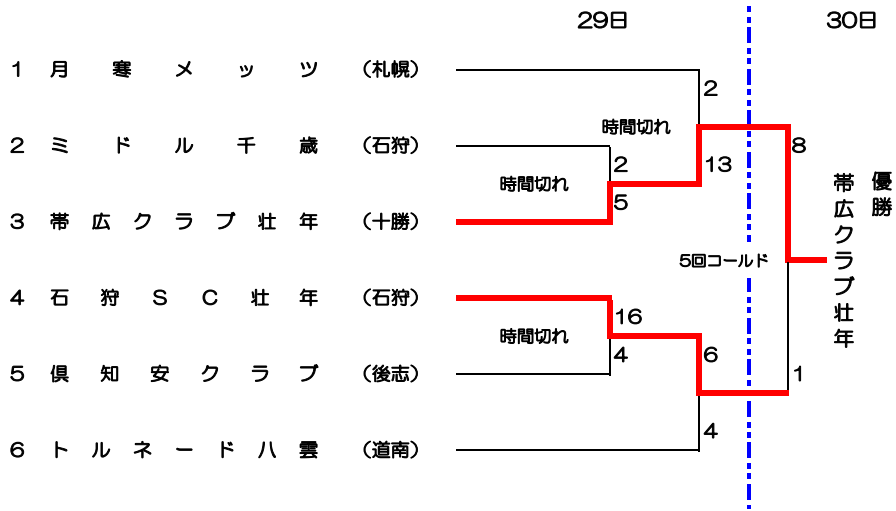 29日 30日
1 月寒メッツ （札幌）
2
時間切れ
13
2 ミドル千歳 （石狩）
2
8
時間切れ
5
3 帯広クラブ壮年 （十勝）
優勝
帯広クラブ壮年
5回コールド
4 石狩SC壮年 （石狩）
16
時間切れ
4
6
5 倶知安クラブ （後志）
1
4
6 トルネード八雲 （道南）